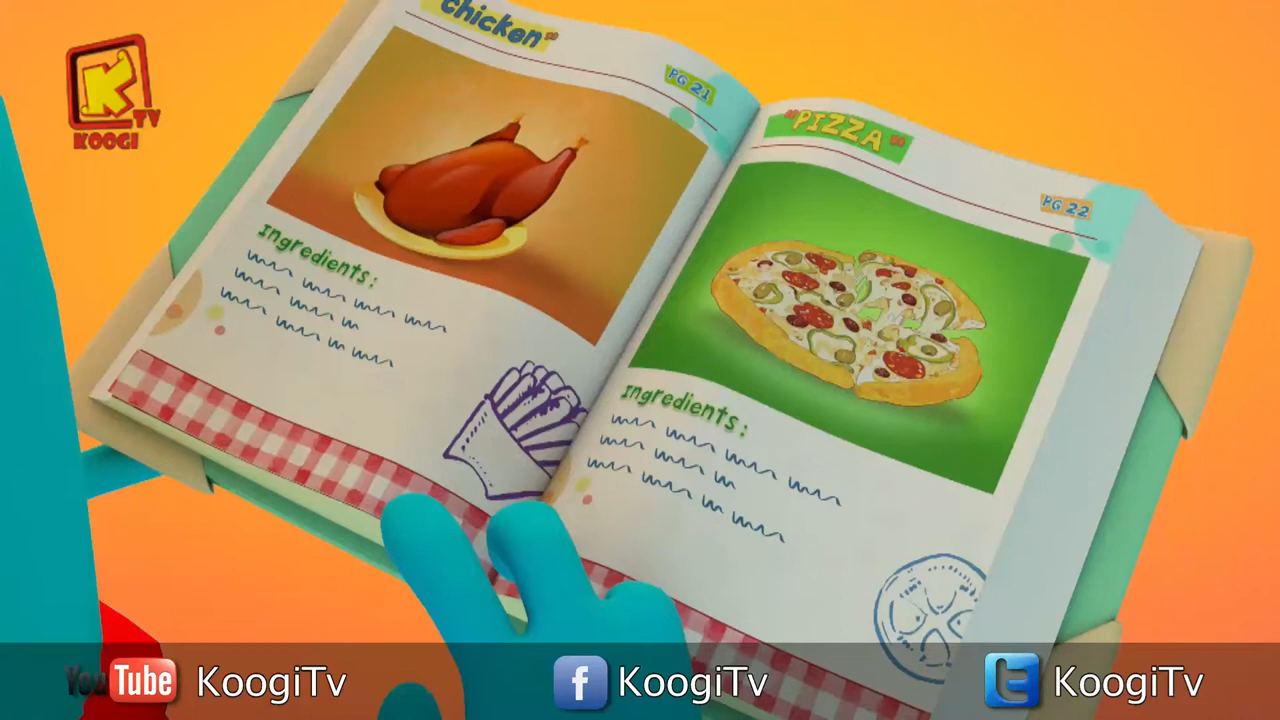 K TV
KOOGI
chicken"
PG 21
Ingredients:
"PIZZA"
PG 22
Ingredients:
YouTube KoogiTv
f KoogiTv
t KoogiTv